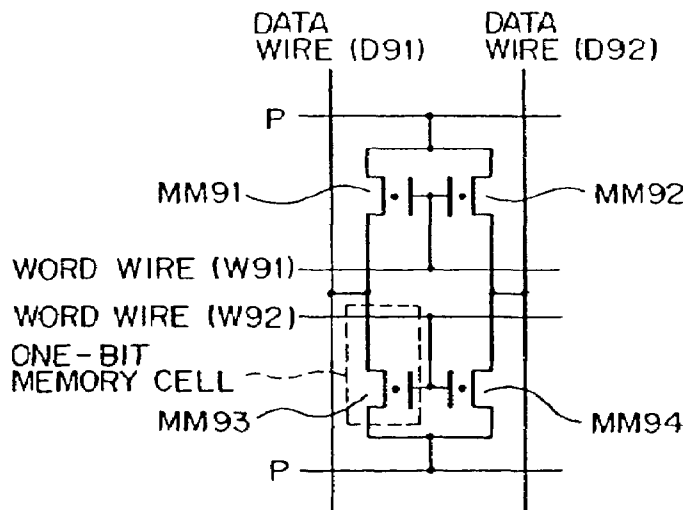 DATA WIRE (D91)
DATA WIRE (D92)
P
MM91
MM92
WORD WIRE (W91)
WORD WIRE (W92)
ONE-BIT
MEMORY CELL
MM93
MM94
P